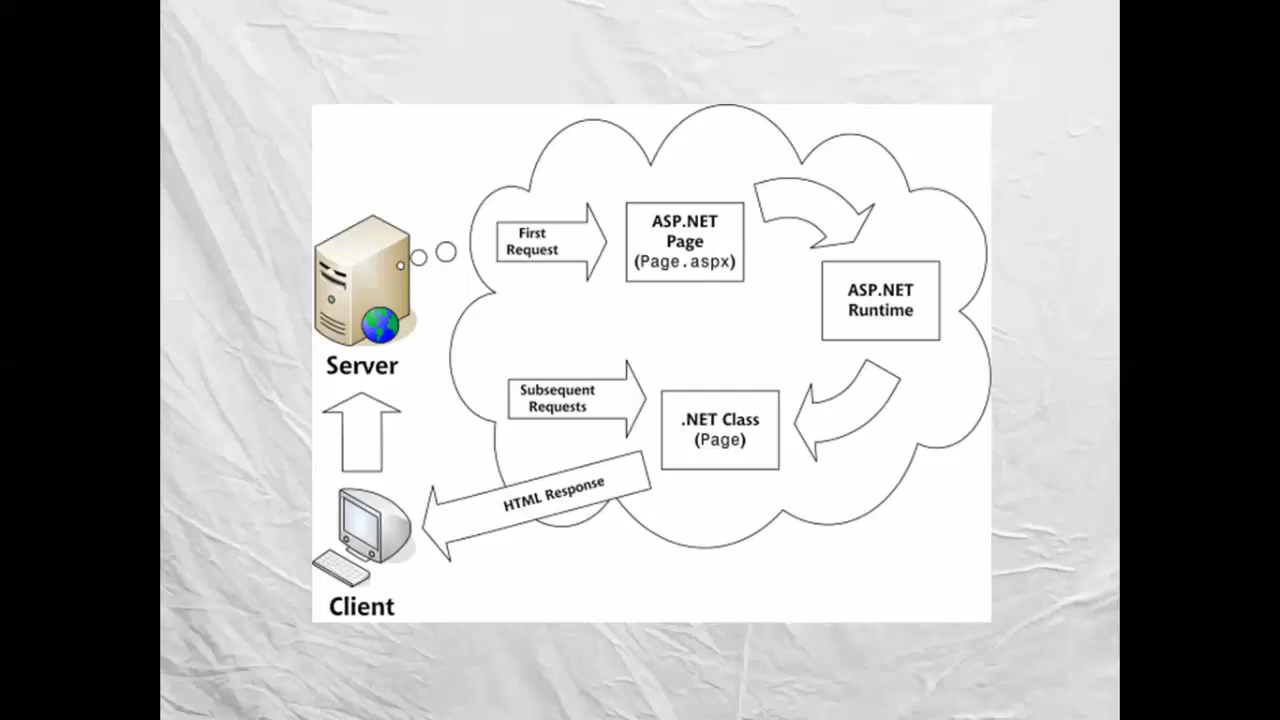 First
Request
ASP.NET
Page
(Page.aspx)
ASP.NET
Runtime
Server
Subsequent
Requests
.NET Class
(Page)
HTML Response
Client